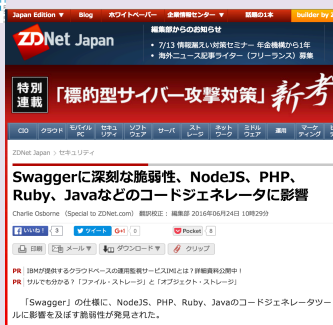 Japan Edition ▼ Blog ホワイトペーパー 企業情報センター ▼ 話題の1本 builder by Z
ZDNet Japan
編集部からのお知らせ
• 7/13 情報漏えい対策セミナー 年金機構から1年
• 海外ニュース記事ライター（フリーランス）募集
特別連載 「標的型サイバー攻撃対策」新・考
CIO クラウド モバイルPC セキュリティ ソフトウェア サーバ ストレージ ネットワーク ミドルウェア 運用 マーケティング
ZDNet Japan > セキュリティ
Swaggerに深刻な脆弱性、NodeJS、PHP、
Ruby、Javaなどのコードジェネレータに影響
Charlie Osborne （Special to ZDNet.com） 翻訳校正： 編集部 2016年06月24日 10時29分
いいね！ 3 ツイート G+1 0 Pocket 8
印刷 メール▼ ダウンロード▼ クリップ
PR IBMが提供するクラウドベースの運用監視サービスIMIとは？詳細資料公開中！
PR サルでも分かる？「ファイル・ストレージ」と「オブジェクト・ストレージ」
「Swagger」の仕様に、NodeJS、PHP、Ruby、Javaのコードジェネレータツー
ルに影響を及ぼす脆弱性が発見された。